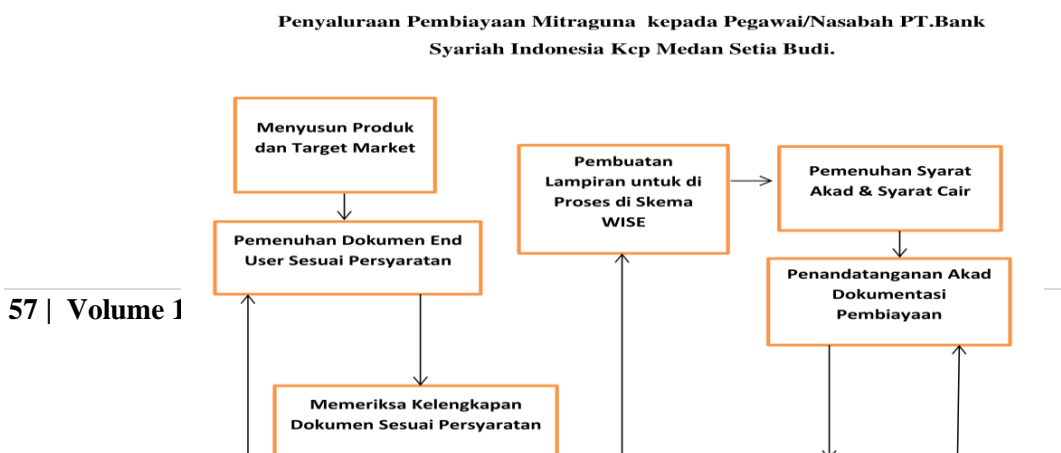 Penyaluraan Pembiayaan Mitraguna kepada Pegawai/Nasabah PT.Bank
Syariah Indonesia Kcp Medan Setia Budi.
Menyusun Produk
dan Target Market
Pemenuhan Dokumen End
User Sesuai Persyaratan
Memeriksa Kelengkapan
Dokumen Sesuai Persyaratan
Pembuatan
Lampiran untuk di
Proses di Skema
WISE
Pemenuhan Syarat
Akad & Syarat Cair
Penandatanganan Akad
Dokumentasi
Pembiayaan
57 | Volume 1